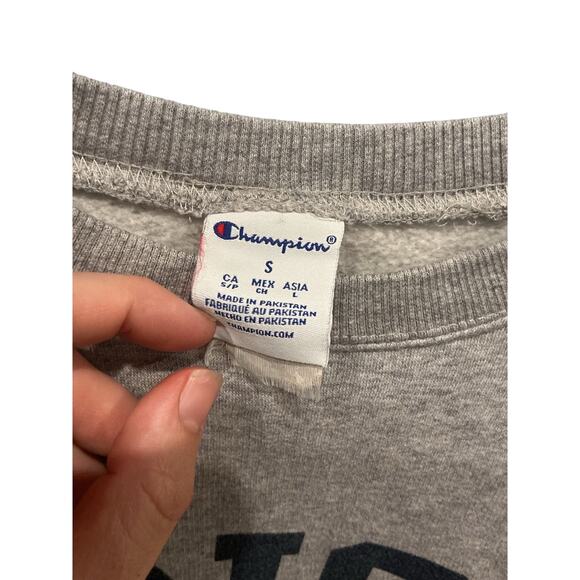 Champion®
S
CA MEX ASIA
S/P CH L
MADE IN PAKISTAN
FABRIQUÉ AU PAKISTAN
HECHO EN PAKISTAN
CHAMPION.COM